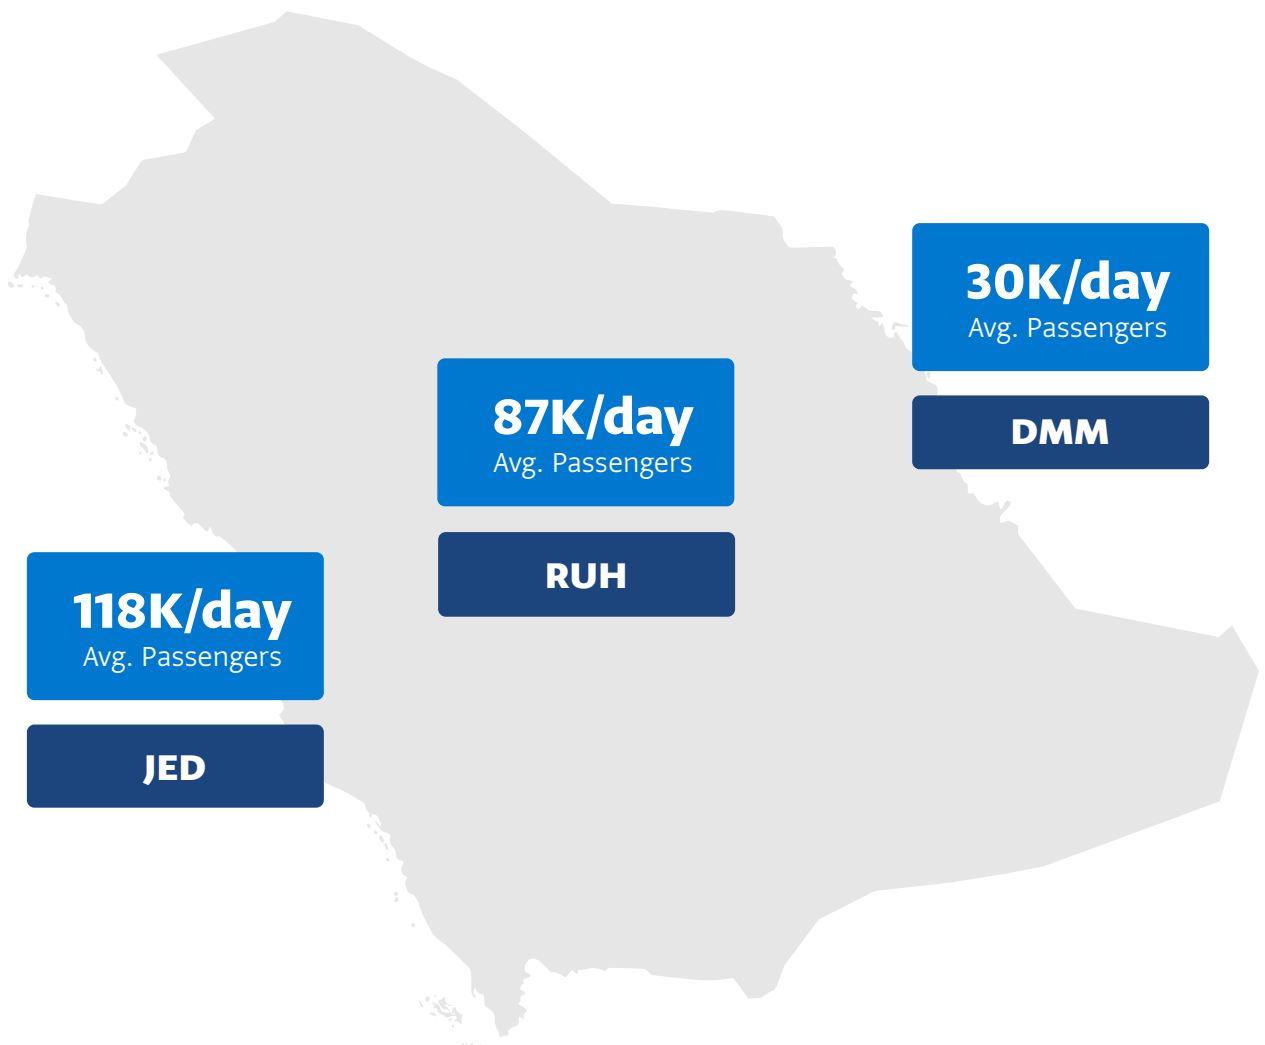 30K/day
Avg. Passengers
DMM
87K/day
Avg. Passengers
RUH
118K/day
Avg. Passengers
JED